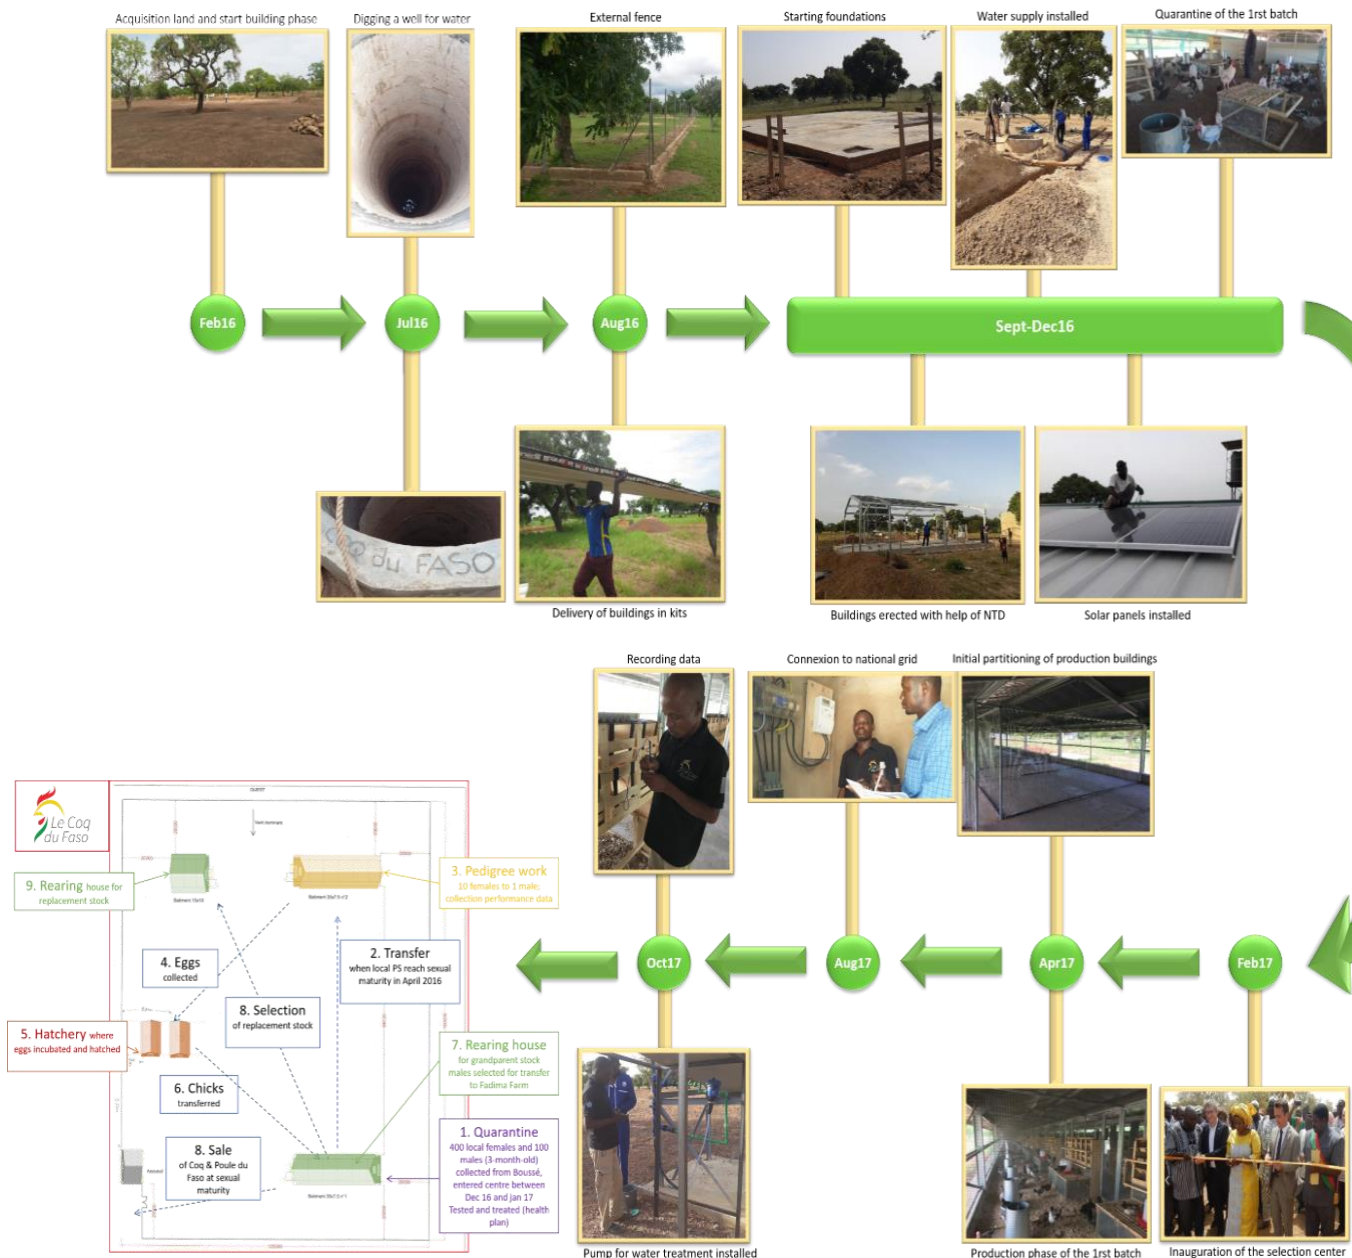 Acquisition land and start building phase
Digging a well for water
External fence
Starting foundations
Water supply installed
Quarantine of the 1rst batch
Feb16
Jul16
Aug16
Sept-Dec16
COQ du FASO
Delivery of buildings in kits
Buildings erected with help of NTD
Solar panels installed
Recording data
Connexion to national grid
Initial partitioning of production buildings
Le Coq
du Faso
9. Rearing house for
replacement stock
3. Pedigree work
10 females to 1 male;
collection performance data
4. Eggs
collected
2. Transfer
when local PS reach sexual
maturity in April 2016
8. Selection
of replacement stock
5. Hatchery where
eggs incubated and hatched
7. Rearing house
for grandparent stock
males selected for transfer
to Fadima Farm
6. Chicks
transferred
1. Quarantine
400 local females and 100
males (3-month-old)
collected from Boussé,
entered centre between
Dec 16 and jan 17
Tested and treated (health
plan)
8. Sale
of Coq & Poule du
Faso at sexual
maturity
Oct17
Aug17
Apr17
Feb17
Pump for water treatment installed
Production phase of the 1rst batch
Inauguration of the selection center